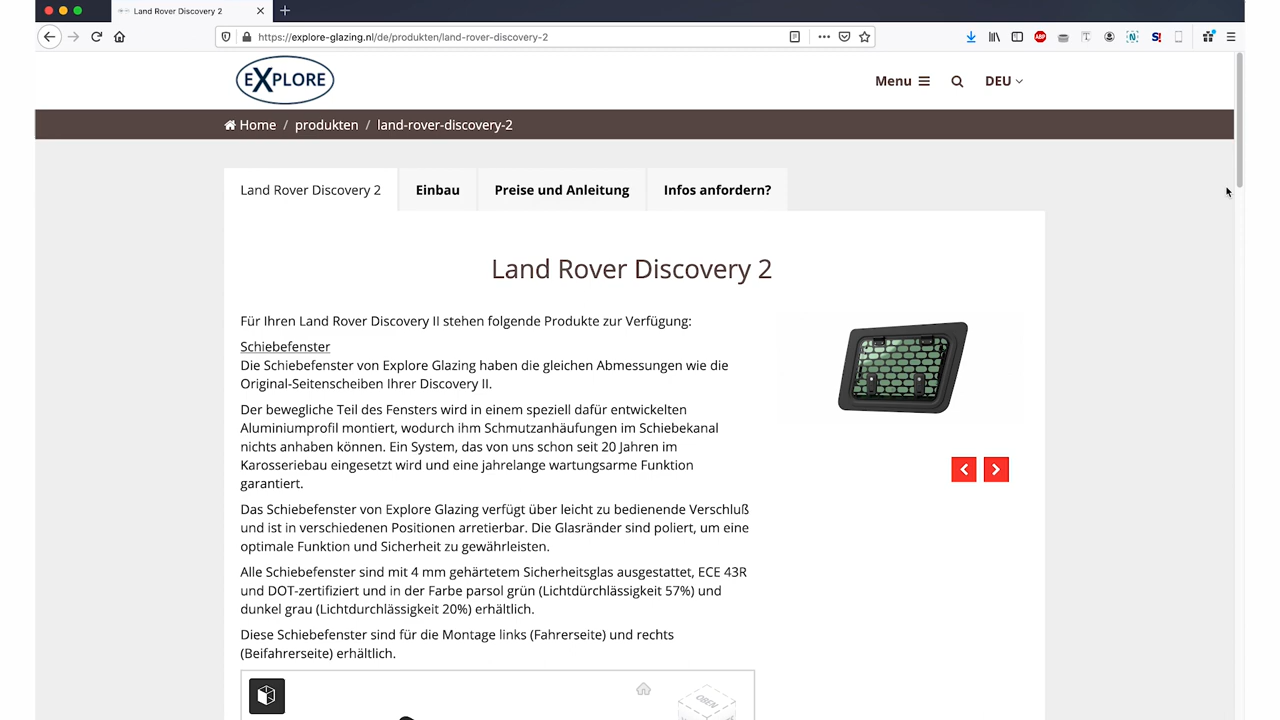 Land Rover Discovery 2
https://explore-glazing.nl/de/produkten/land-rover-discovery-2
ABP
S!
EXPLORE
Menu
DEU
Home / produkten / land-rover-discovery-2
Land Rover Discovery 2
Einbau
Preise und Anleitung
Infos anfordern?
Land Rover Discovery 2
Für Ihren Land Rover Discovery II stehen folgende Produkte zur Verfügung:
Schiebefenster
Die Schiebefenster von Explore Glazing haben die gleichen Abmessungen wie die
Original-Seitenscheiben Ihrer Discovery II.
Der bewegliche Teil des Fensters wird in einem speziell dafür entwickelten
Aluminiumprofil montiert, wodurch ihm Schmutzanhäufungen im Schiebekanal
nichts anhaben können. Ein System, das von uns schon seit 20 Jahren im
Karosseriebau eingesetzt wird und eine jahrelange wartungsarme Funktion
garantiert.
Das Schiebefenster von Explore Glazing verfügt über leicht zu bedienende Verschluß
und ist in verschiedenen Positionen arretierbar. Die Glasränder sind poliert, um eine
optimale Funktion und Sicherheit zu gewährleisten.
Alle Schiebefenster sind mit 4 mm gehärtetem Sicherheitsglas ausgestattet, ECE 43R
und DOT-zertifiziert und in der Farbe parsol grün (Lichtdürchlässigkeit 57%) und
dunkel grau (Lichtdurchlässigkeit 20%) erhältlich.
Diese Schiebefenster sind für die Montage links (Fahrerseite) und rechts
(Beifahrerseite) erhältlich.
OBEN